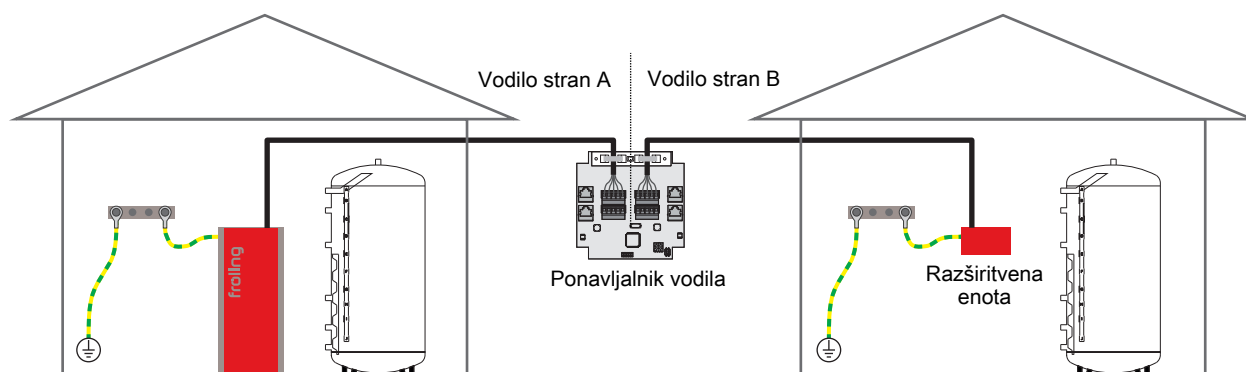 Vodilo stran A
Vodilo stran B
Ponavljalnik vodila
Razširitvena
enota
froling